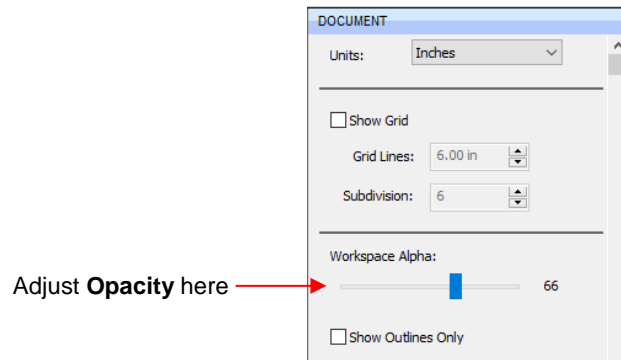 DOCUMENT
Units: Inches
Show Grid
Grid Lines: 6.00 in
Subdivision: 6
Workspace Alpha:
Adjust Opacity here
66
Show Outlines Only